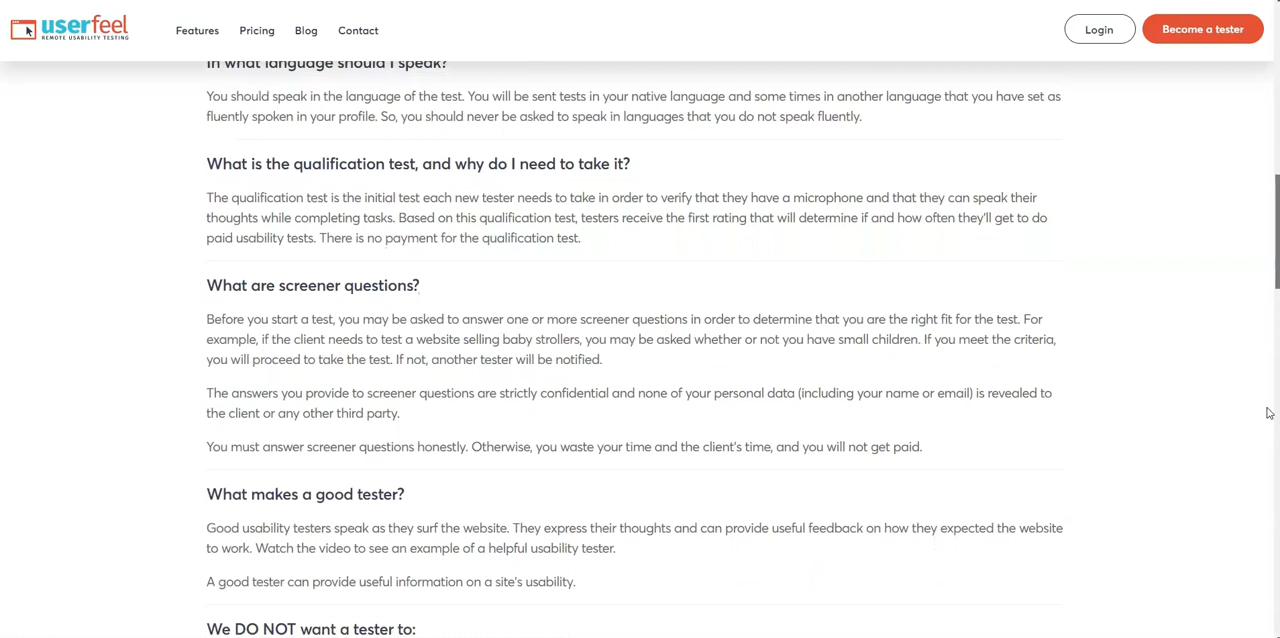 userfeel
REMOTE USABILITY TESTING
Features
Pricing
Blog
Contact
Login
Become a tester
In what language should I speak?
You should speak in the language of the test. You will be sent tests in your native language and some times in another language that you have set as
fluently spoken in your profile. So, you should never be asked to speak in languages that you do not speak fluently.
What is the qualification test, and why do I need to take it?
The qualification test is the initial test each new tester needs to take in order to verify that they have a microphone and that they can speak their
thoughts while completing tasks. Based on this qualification test, testers receive the first rating that will determine if and how often they'll get to do
paid usability tests. There is no payment for the qualification test.
What are screener questions?
Before you start a test, you may be asked to answer one or more screener questions in order to determine that you are the right fit for the test. For
example, if the client needs to test a website selling baby strollers, you may be asked whether or not you have small children. If you meet the criteria,
you will proceed to take the test. If not, another tester will be notified.
The answers you provide to screener questions are strictly confidential and none of your personal data (including your name or email) is revealed to
the client or any other third party.
You must answer screener questions honestly. Otherwise, you waste your time and the client's time, and you will not get paid.
What makes a good tester?
Good usability testers speak as they surf the website. They express their thoughts and can provide useful feedback on how they expected the website
to work. Watch the video to see an example of a helpful usability tester.
A good tester can provide useful information on a site's usability.
We DO NOT want a tester to: